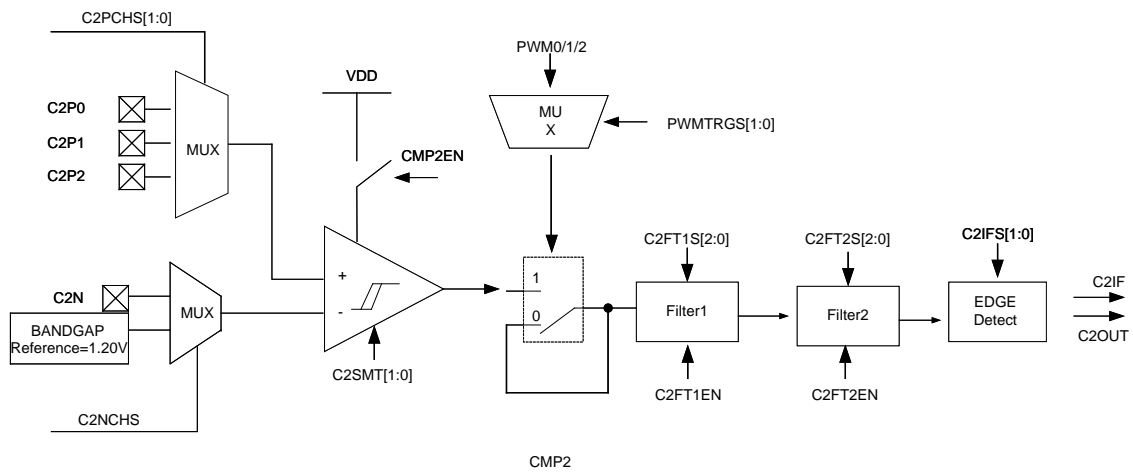 C2PCHS[1:0]
PWM0/1/2
VDD
C2P0
MU
X
PWMTRGS[1:0]
C2P1
MUX
CMP2EN
C2P2
C2FT1S[2:0]
C2FT2S[2:0]
C2IFS[1:0]
+
1
C2IF
C2N
MUX
-
0
Filter1
Filter2
EDGE
Detect
BANDGAP
Reference=1.20V
C2OUT
C2SMT[1:0]
C2FT1EN
C2FT2EN
C2NCHS
CMP2